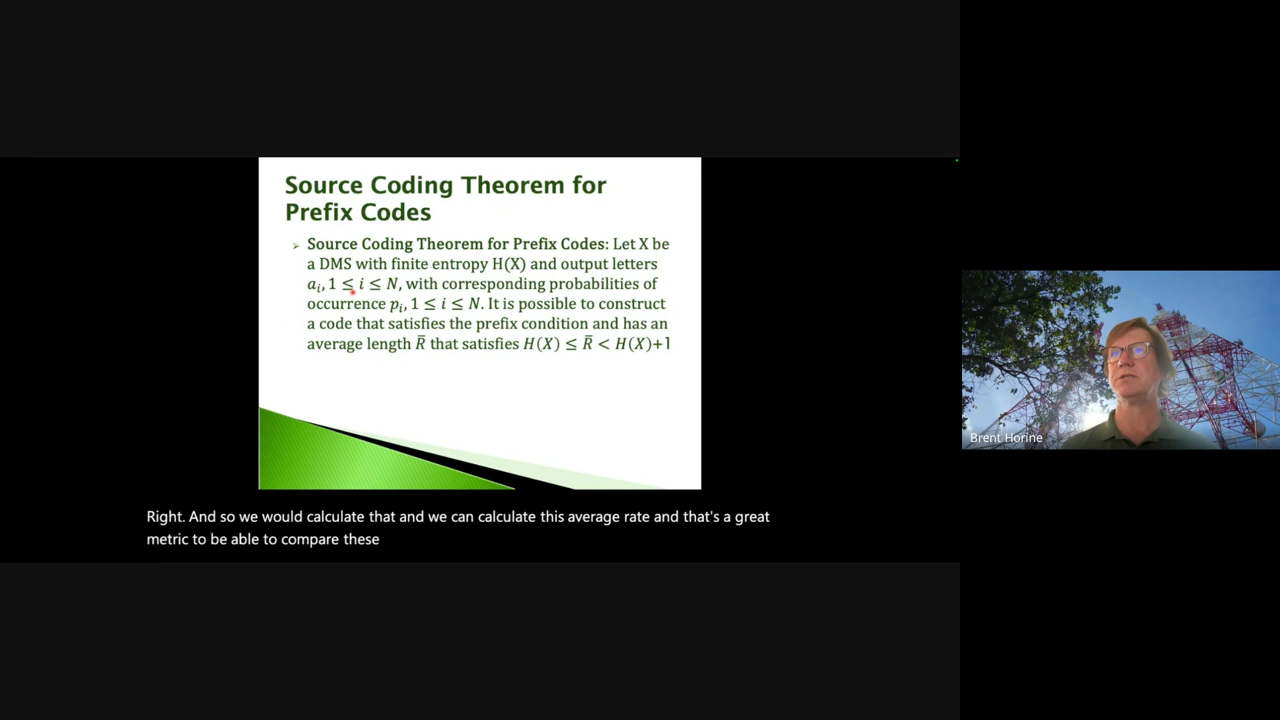 Source Coding Theorem for
Prefix Codes
➢ Source Coding Theorem for Prefix Codes: Let X be
a DMS with finite entropy H(X) and output letters
aᵢ, 1 ≤ i ≤ N, with corresponding probabilities of
occurrence pᵢ, 1 ≤ i ≤ N. It is possible to construct
a code that satisfies the prefix condition and has an
average length R̄ that satisfies H(X) ≤ R̄ < H(X)+1
Brent Horine
Right. And so we would calculate that and we can calculate this average rate and that's a great
metric to be able to compare these